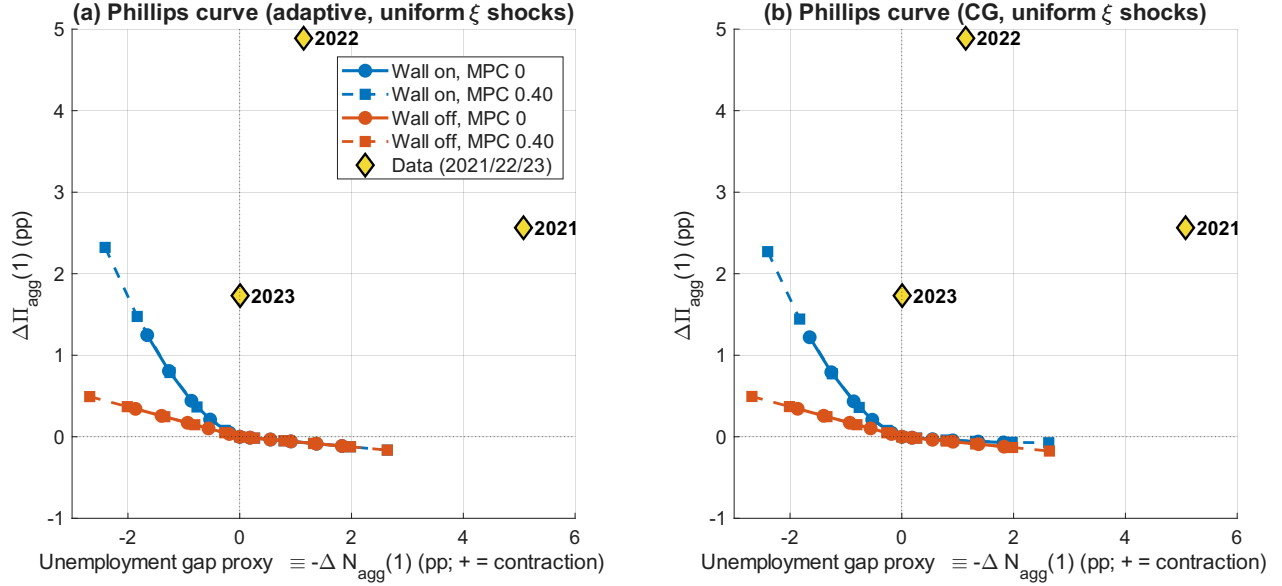 (a) Phillips curve (adaptive, uniform ξ shocks)
5
4
3
2
1
0
-1
ΔΠ_agg(1) (pp)
2022
Wall on, MPC 0
Wall on, MPC 0.40
Wall off, MPC 0
Wall off, MPC 0.40
Data (2021/22/23)
2021
2023
-2 0 2 4 6
Unemployment gap proxy ≡ -Δ N_agg(1) (pp; + = contraction)
(b) Phillips curve (CG, uniform ξ shocks)
5
4
3
2
1
0
-1
ΔΠ_agg(1) (pp)
2022
2021
2023
-2 0 2 4 6
Unemployment gap proxy ≡ -Δ N_agg(1) (pp; + = contraction)